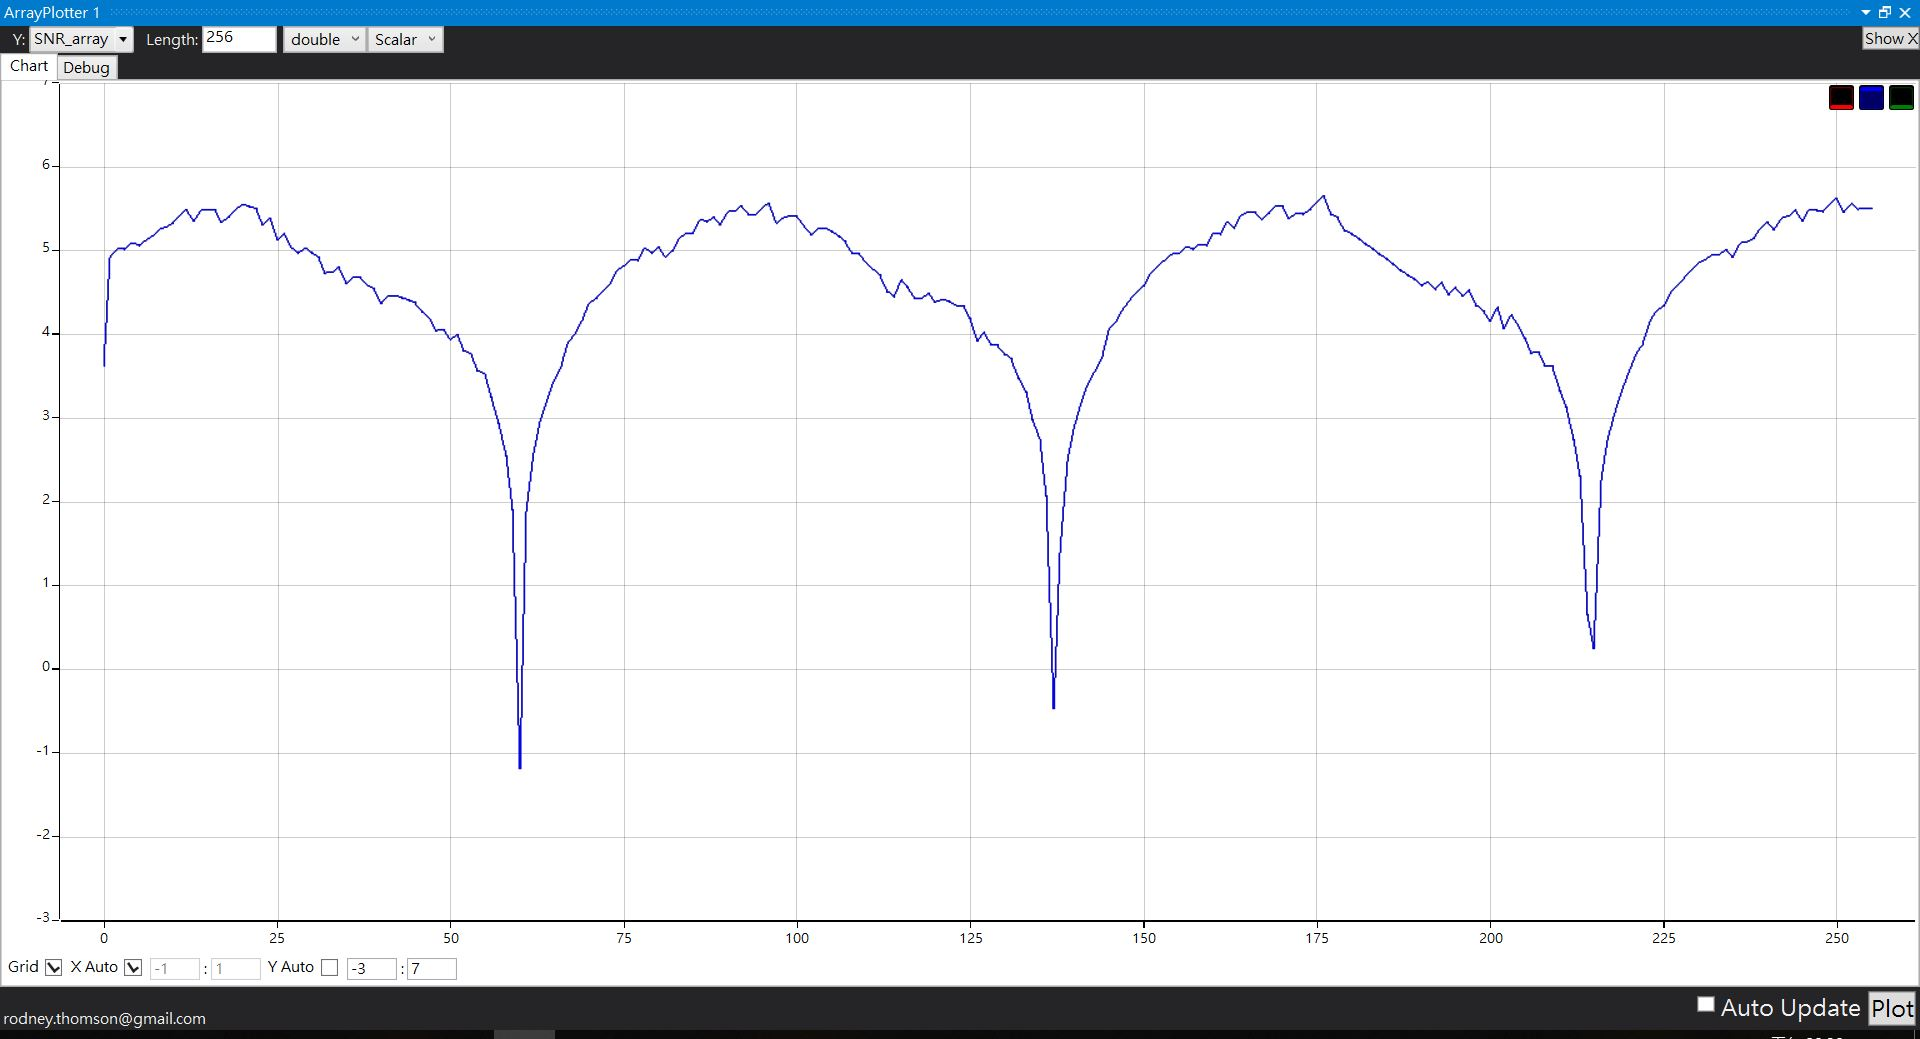 ArrayPlotter 1
Y: SNR_array Length: 256 double Scalar Show X
Chart Debug
7
6
5
4
3
2
1
0
-1
-2
-3
0 25 50 75 100 125 150 175 200 225 250
Grid X Auto -1 : 1 Y Auto -3 : 7
Auto Update Plot
rodney.thomson@gmail.com